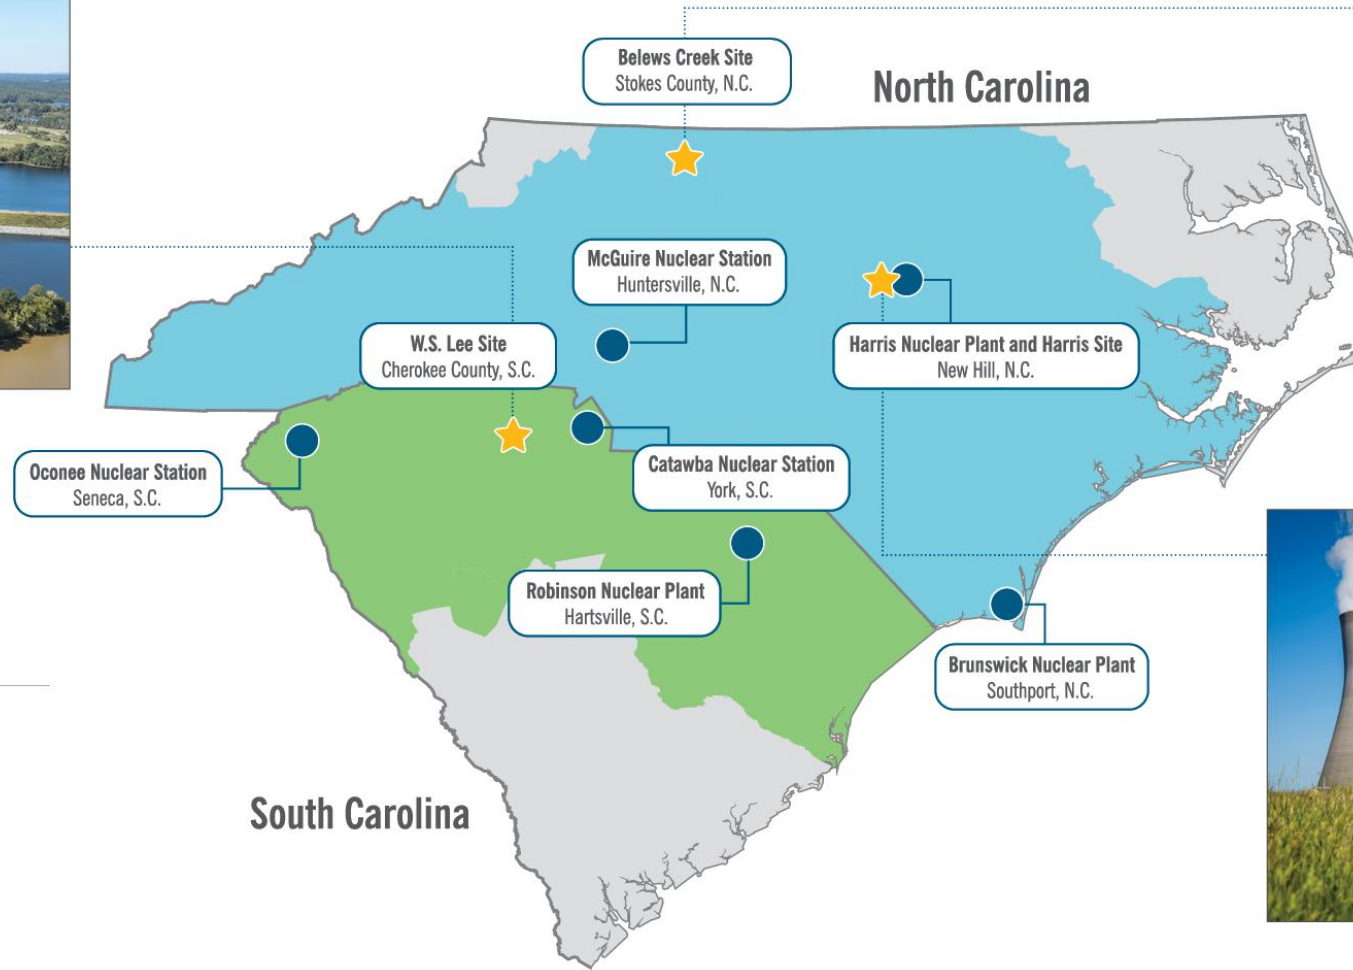 Belews Creek Site
Stokes County, N.C.
North Carolina
McGuire Nuclear Station
Huntersville, N.C.
W.S. Lee Site
Cherokee County, S.C.
Harris Nuclear Plant and Harris Site
New Hill, N.C.
Oconee Nuclear Station
Seneca, S.C.
Catawba Nuclear Station
York, S.C.
Robinson Nuclear Plant
Hartsville, S.C.
Brunswick Nuclear Plant
Southport, N.C.
South Carolina